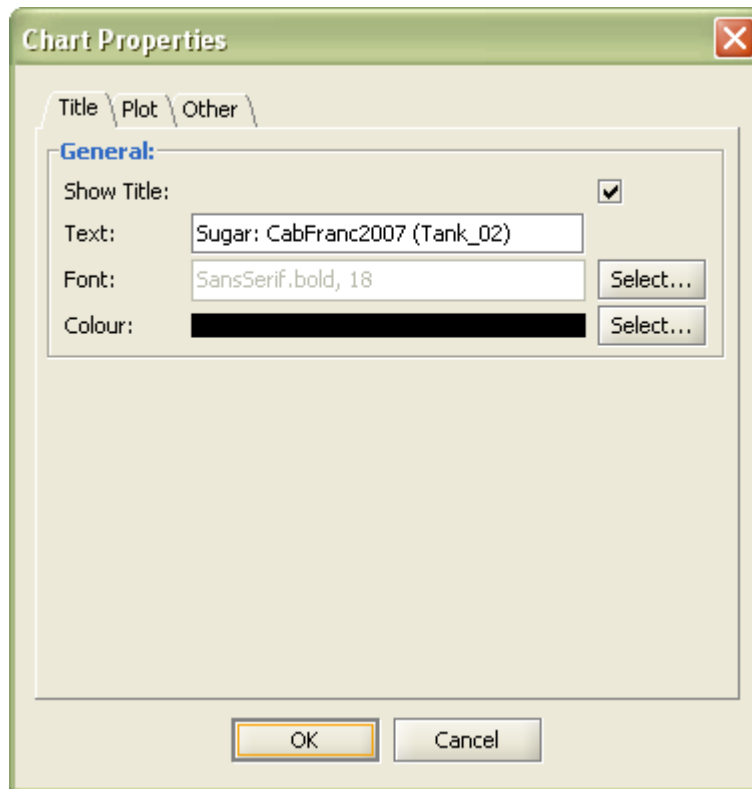 Chart Properties
Title Plot Other
General:
Show Title:
Text: Sugar: CabFranc2007 (Tank_02)
Font: SansSerif.bold, 18 Select...
Colour: Select...
OK Cancel